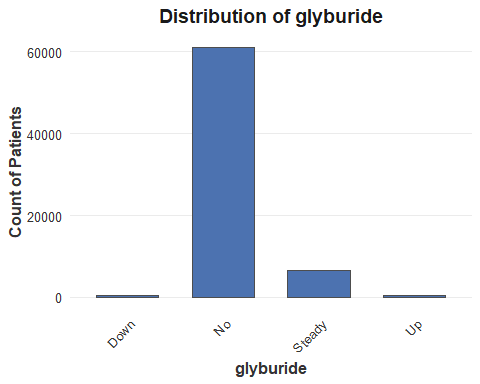 Distribution of glyburide
Count of Patients
60000
40000
20000
0
Down
No
Steady
Up
glyburide